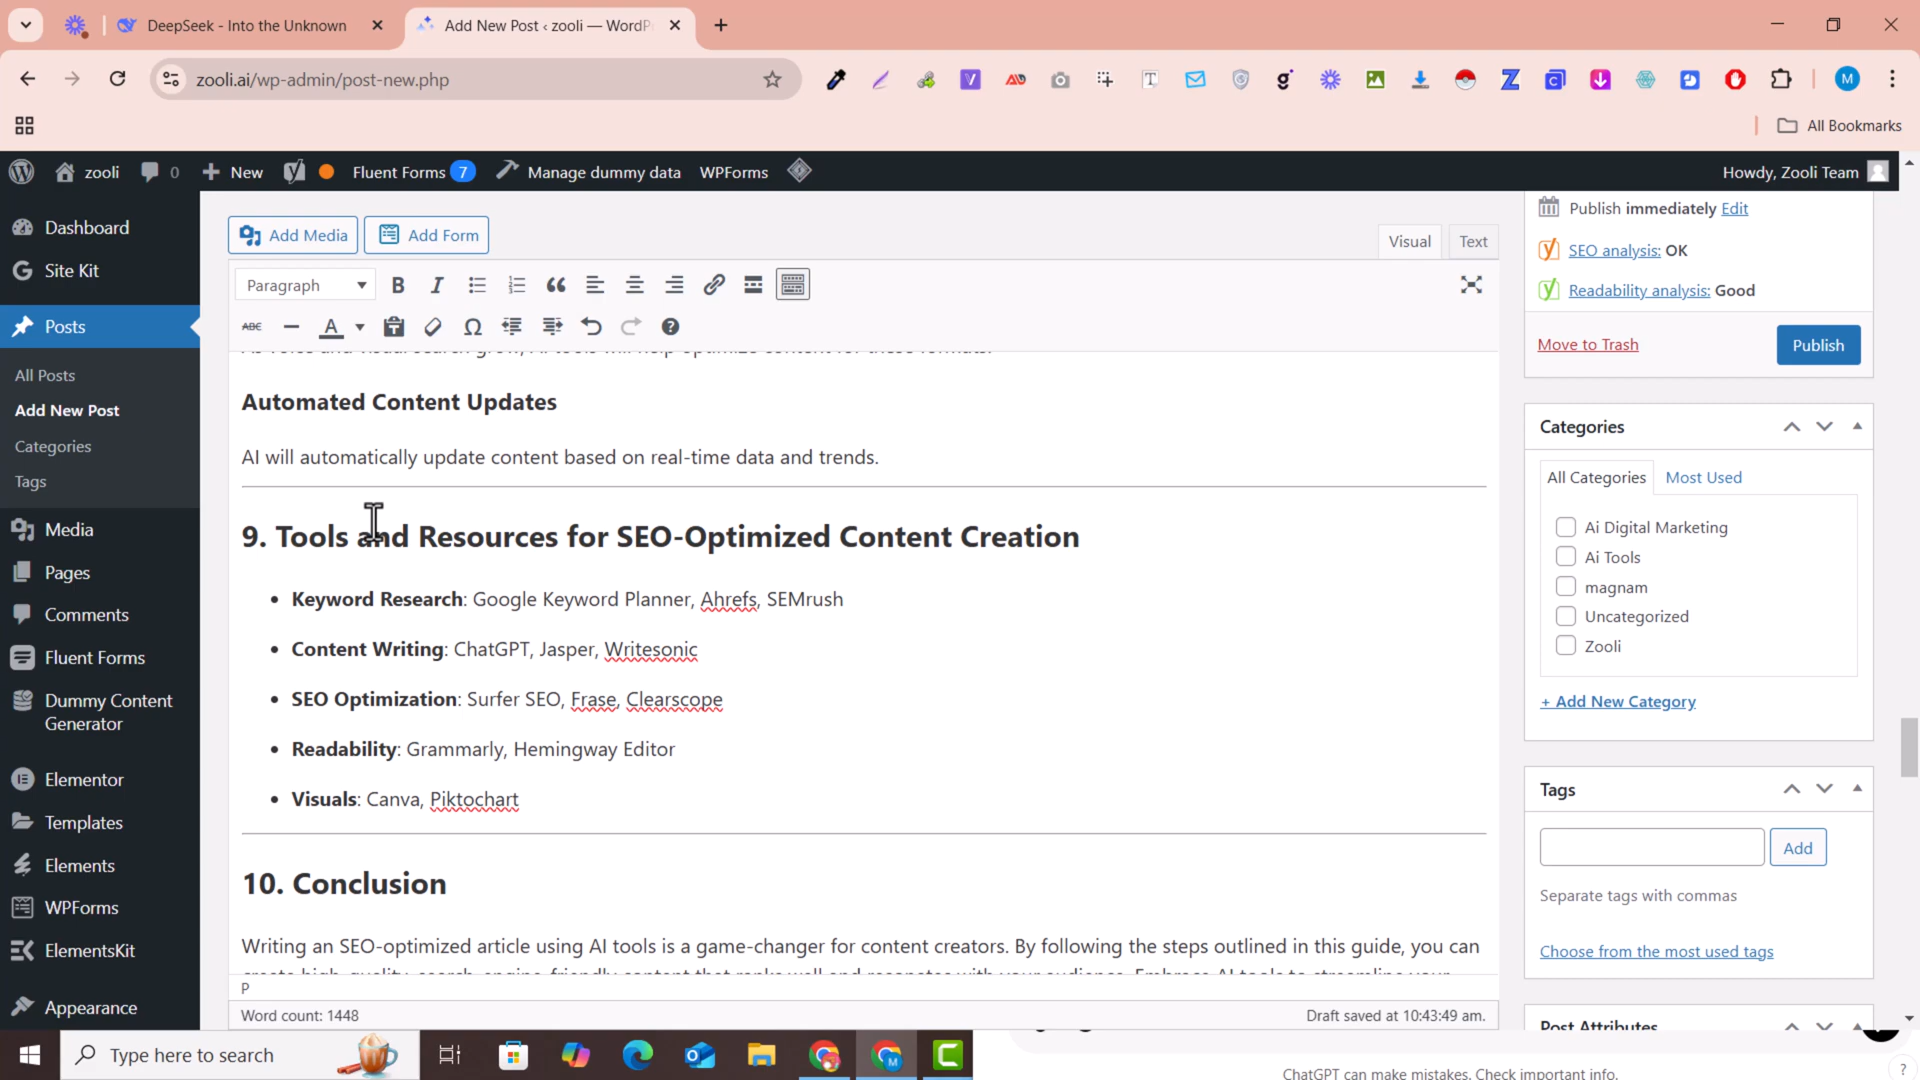 DeepSeek - Into the Unknown
Add New Post ‹ zooli — WordP
zooli.ai/wp-admin/post-new.php
All Bookmarks
zooli
0
New
Fluent Forms 7
Manage dummy data
WPForms
Howdy, Zooli Team
Dashboard
Site Kit
Posts
All Posts
Add New Post
Categories
Tags
Media
Pages
Comments
Fluent Forms
Dummy Content
Generator
Elementor
Templates
Elements
WPForms
ElementsKit
Appearance
Add Media
Add Form
Visual
Text
Paragraph
B
I
ABC
A
Automated Content Updates
AI will automatically update content based on real-time data and trends.
9. Tools and Resources for SEO-Optimized Content Creation
• Keyword Research: Google Keyword Planner, Ahrefs, SEMrush
• Content Writing: ChatGPT, Jasper, Writesonic
• SEO Optimization: Surfer SEO, Frase, Clearscope
• Readability: Grammarly, Hemingway Editor
• Visuals: Canva, Piktochart
10. Conclusion
Writing an SEO-optimized article using AI tools is a game-changer for content creators. By following the steps outlined in this guide, you can
P
Word count: 1448
Draft saved at 10:43:49 am.
Publish immediately Edit
SEO analysis: OK
Readability analysis: Good
Move to Trash
Publish
Categories
All Categories
Most Used
Ai Digital Marketing
Ai Tools
magnam
Uncategorized
Zooli
+ Add New Category
Tags
Add
Separate tags with commas
Choose from the most used tags
Post Attributes
Type here to search
ChatGPT can make mistakes. Check important info.
?